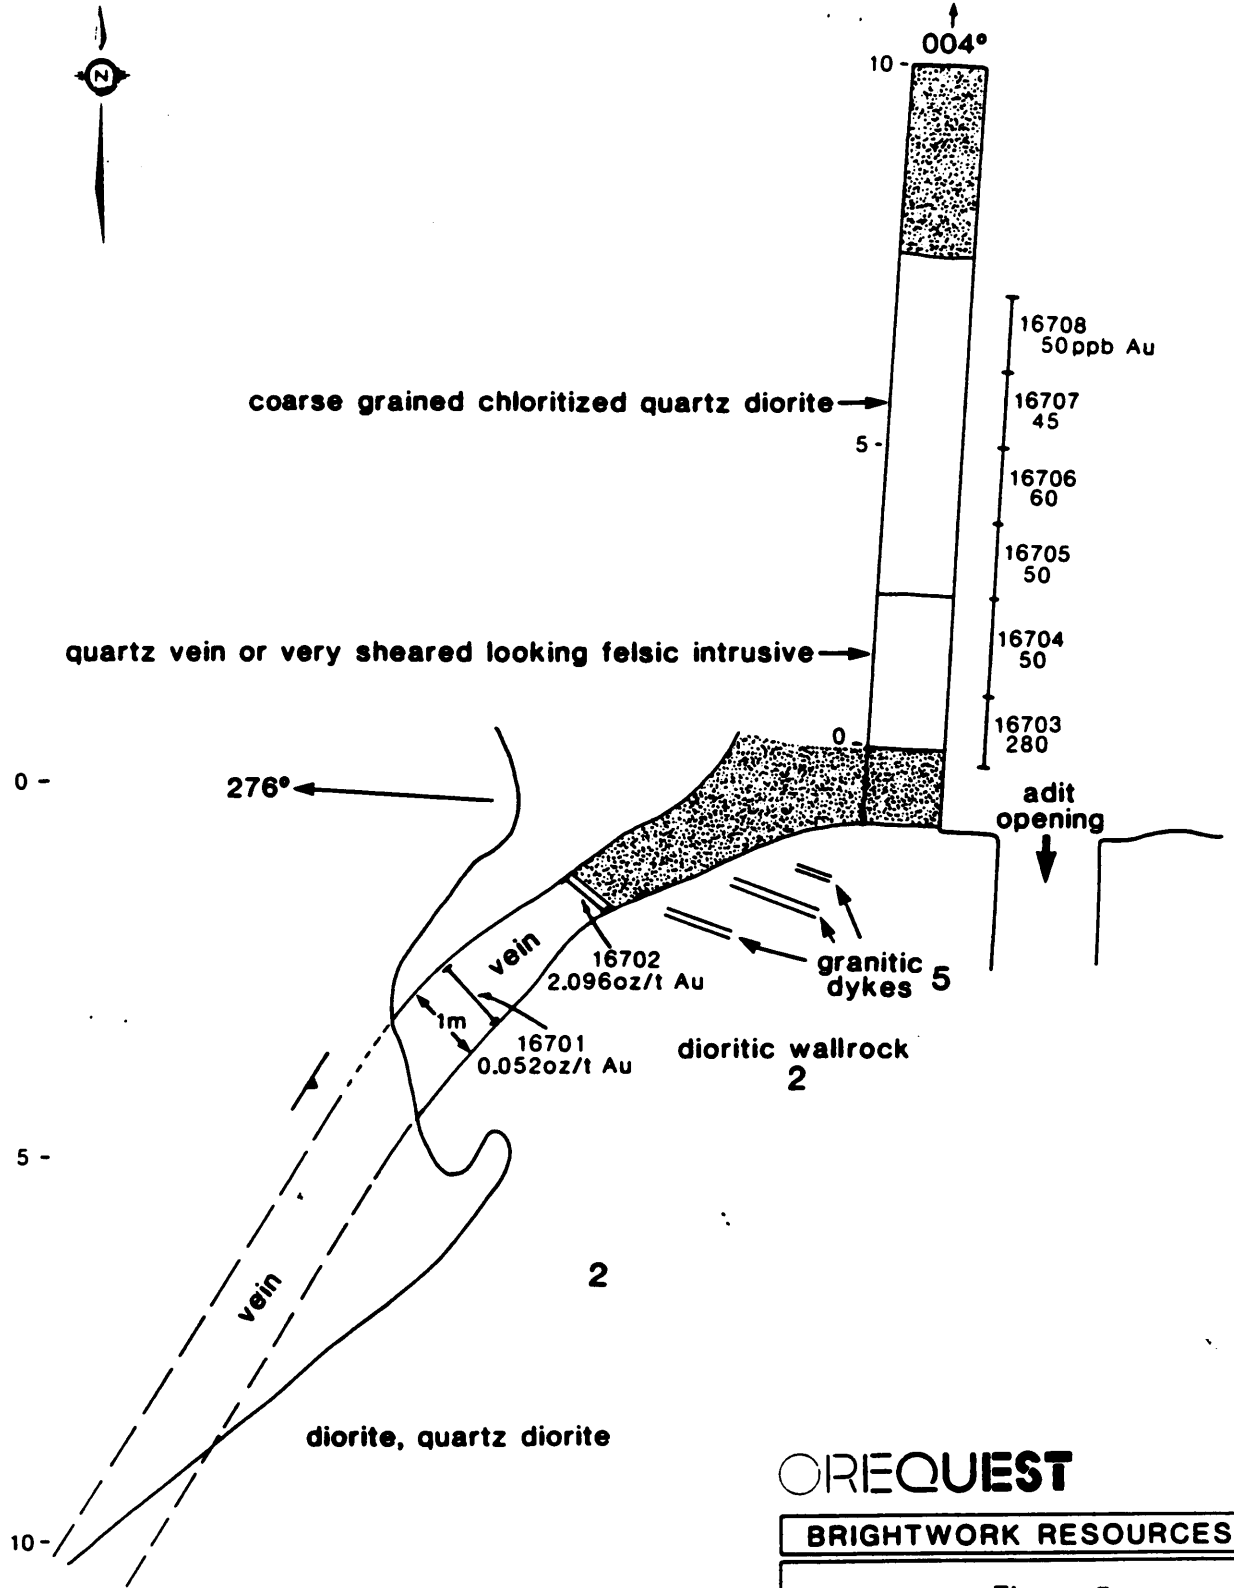 004°
N
10 -
16708
50ppb Au
coarse grained chloritized quartz diorite
16707
45
5 -
16706
60
16705
50
quartz vein or very sheared looking felsic intrusive
16704
50
16703
280
0 -
0 -
276°
adit
opening
vein
16702
2.096oz/t Au
granitic
dykes 5
1m
16701
0.052oz/t Au
dioritic wallrock
2
5 -
2
vein
diorite, quartz diorite
OREQUEST
10 -
BRIGHTWORK RESOURCES